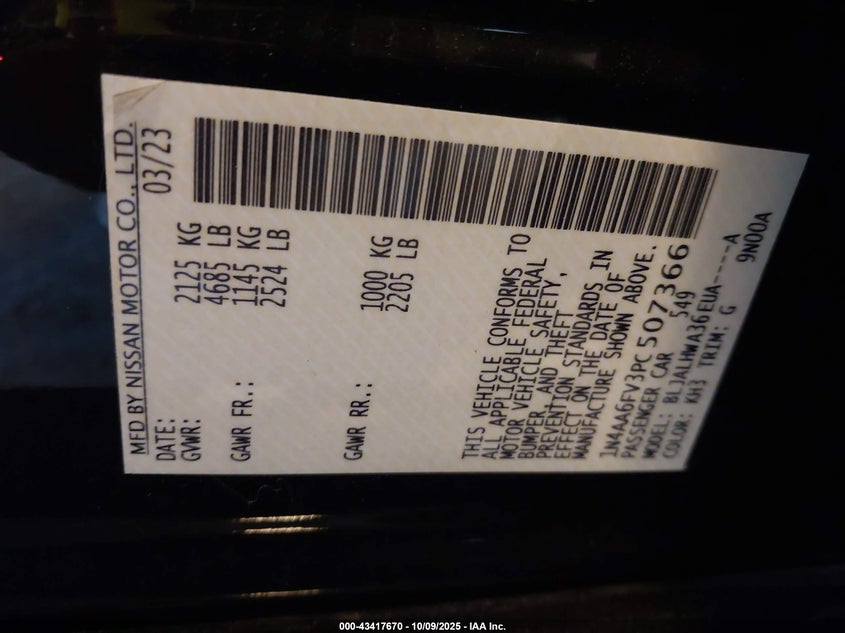 MFD BY NISSAN MOTOR CO., LTD.
DATE: 03/23
GVWR: 2125 KG
4685 LB
GAWR FR.: 1145 KG
2524 LB
GAWR RR.: 1000 KG
2205 LB
THIS VEHICLE CONFORMS TO
ALL APPLICABLE FEDERAL
MOTOR VEHICLE SAFETY,
BUMPER, AND THEFT
PREVENTION STANDARDS IN
EFFECT ON THE DATE OF
MANUFACTURE SHOWN ABOVE.
1N4AA6FV3PC507366
PASSENGER CAR 549
MODEL: BLJALHWA36EUA----A
COLOR: KH3 TRIM: G 9N00A
000-43417670 - 10/09/2025 - IAA Inc.